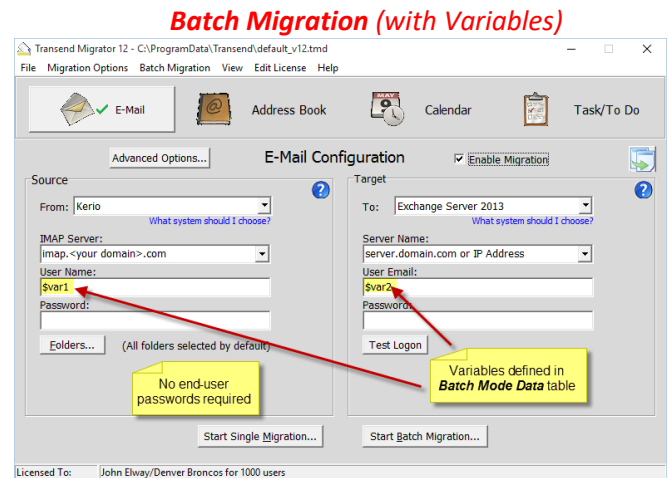 Batch Migration (with Variables)
Transend Migrator 12 - C:\ProgramData\Transend\default_v12.tmd
File Migration Options Batch Migration View Edit License Help
E-Mail Address Book MAY Calendar Task/To Do
Advanced Options... E-Mail Configuration Enable Migration
Source
From: Kerio
What system should I choose?
IMAP Server:
imap.<your domain>.com
User Name:
$var1
Password:
Folders... (All folders selected by default)
No end-user
passwords required
Target
To: Exchange Server 2013
What system should I choose?
Server Name:
server.domain.com or IP Address
User Email:
$var2
Password:
Test Logon
Variables defined in
Batch Mode Data table
Start Single Migration... Start Batch Migration...
Licensed To: John Elway/Denver Broncos for 1000 users